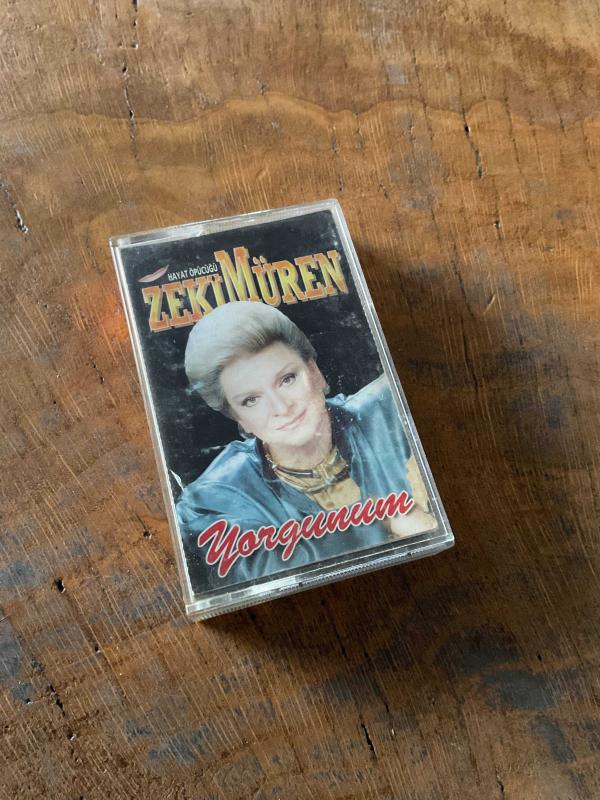 HAYAT ÖPÜCÜĞÜ
ZEKİ MÜREN
Yorgunum